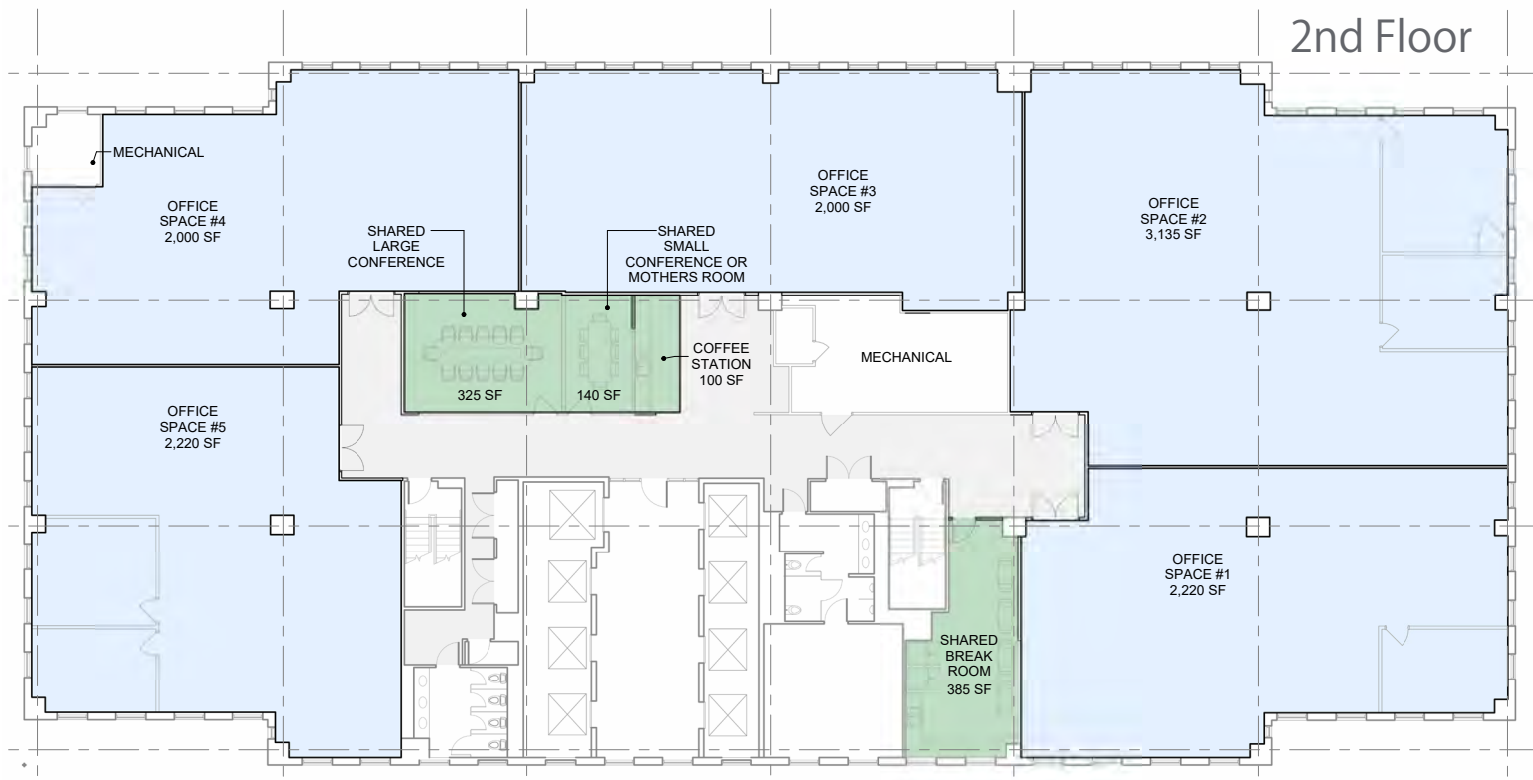 2nd Floor
MECHANICAL
OFFICE
SPACE #4
2,000 SF
SHARED
LARGE
CONFERENCE
SHARED
SMALL
CONFERENCE OR
MOTHERS ROOM
OFFICE
SPACE #3
2,000 SF
OFFICE
SPACE #2
3,135 SF
COFFEE
STATION
100 SF
MECHANICAL
325 SF
140 SF
OFFICE
SPACE #5
2,220 SF
OFFICE
SPACE #1
2,220 SF
SHARED
BREAK
ROOM
385 SF